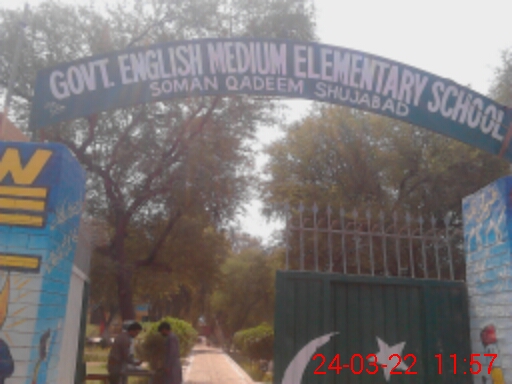 GOVT. ENGLISH MEDIUM ELEMENTARY SCHOOL
SOMAN QADEEM SHUJABAD
24-03-22 11:57